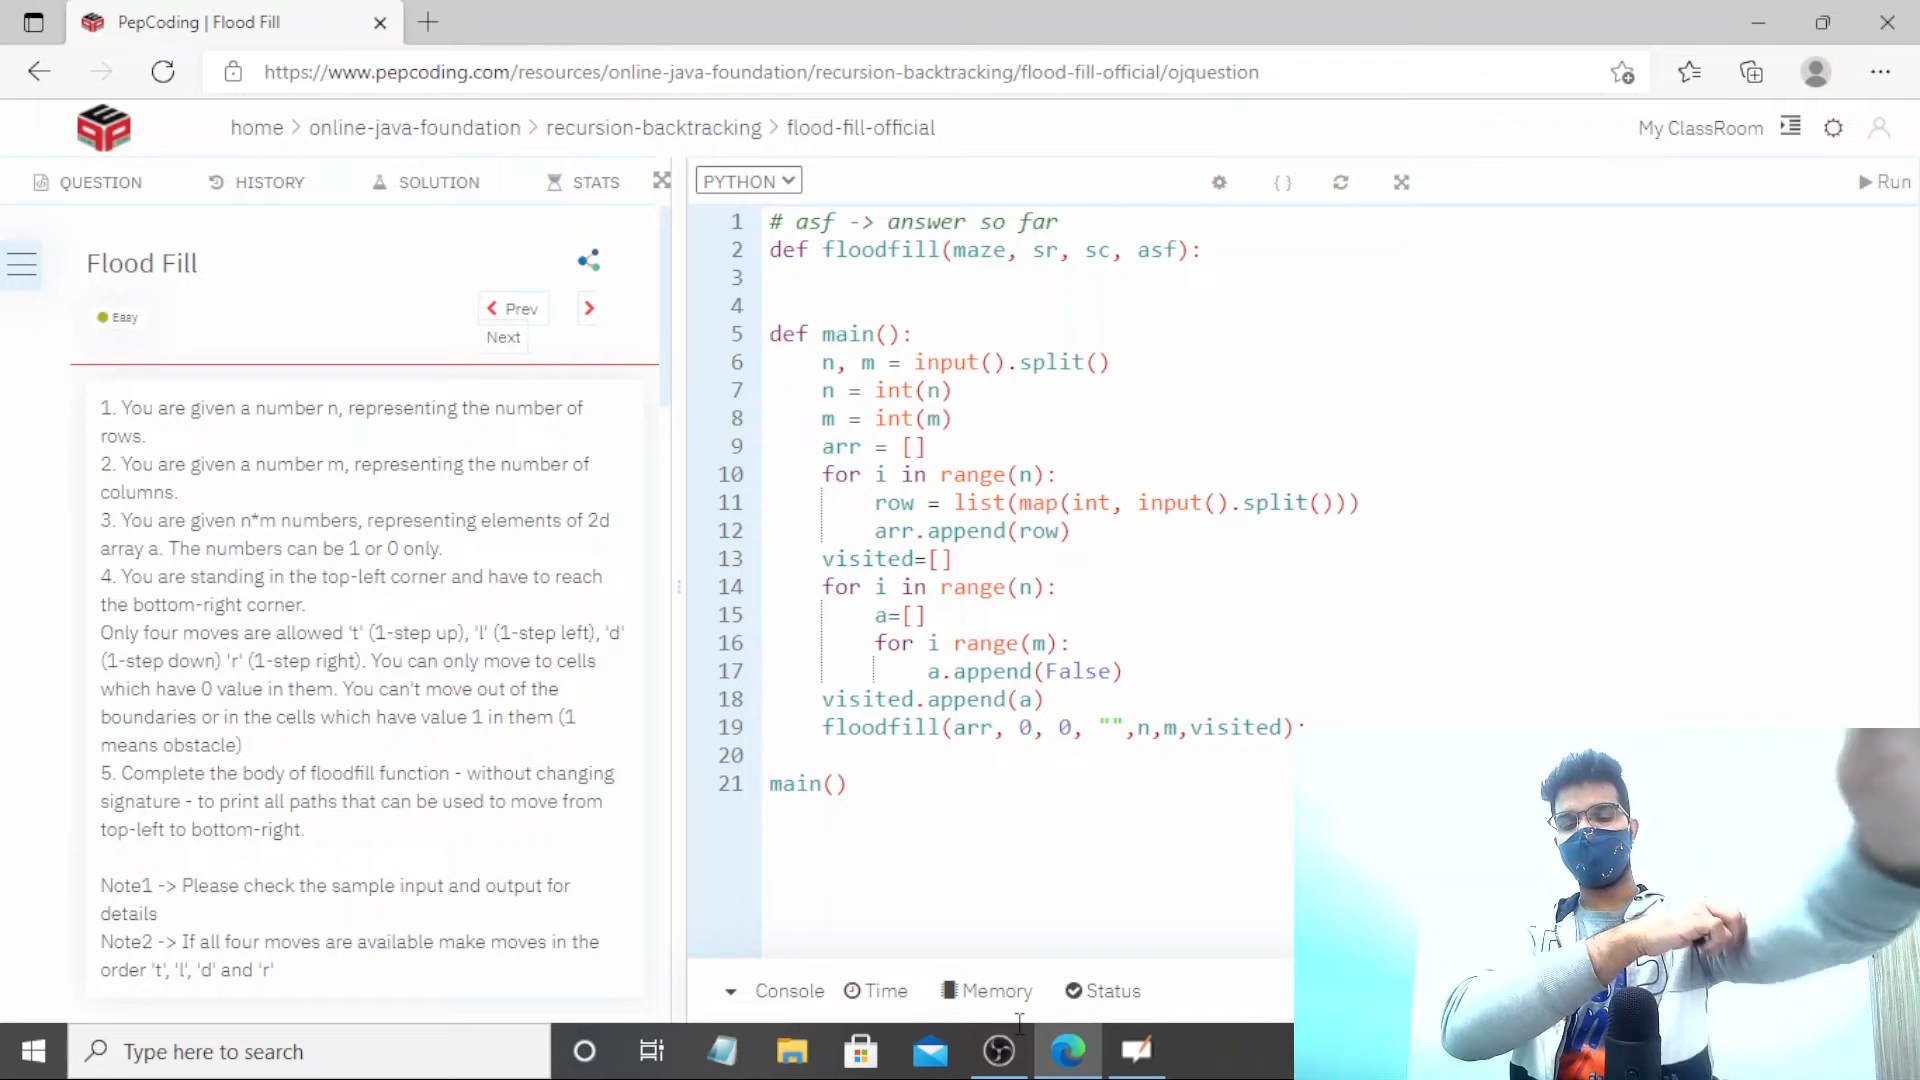 PepCoding | Flood Fill
https://www.pepcoding.com/resources/online-java-foundation/recursion-backtracking/flood-fill-official/ojquestion
home > online-java-foundation > recursion-backtracking > flood-fill-official
My ClassRoom
QUESTION HISTORY SOLUTION STATS
PYTHON
Run
Flood Fill
Easy
Prev
Next
1. You are given a number n, representing the number of
rows.
2. You are given a number m, representing the number of
columns.
3. You are given n*m numbers, representing elements of 2d
array a. The numbers can be 1 or 0 only.
4. You are standing in the top-left corner and have to reach
the bottom-right corner.
Only four moves are allowed 't' (1-step up), 'l' (1-step left), 'd'
(1-step down) 'r' (1-step right). You can only move to cells
which have 0 value in them. You can't move out of the
boundaries or in the cells which have value 1 in them (1
means obstacle)
5. Complete the body of floodfill function - without changing
signature - to print all paths that can be used to move from
top-left to bottom-right.
Note1 -> Please check the sample input and output for
details
Note2 -> If all four moves are available make moves in the
order 't', 'l', 'd' and 'r'
1 # asf -> answer so far
2 def floodfill(maze, sr, sc, asf):
3
4
5 def main():
6 n, m = input().split()
7 n = int(n)
8 m = int(m)
9 arr = []
10 for i in range(n):
11 row = list(map(int, input().split()))
12 arr.append(row)
13 visited=[]
14 for i in range(n):
15 a=[]
16 for i range(m):
17 a.append(False)
18 visited.append(a)
19 floodfill(arr, 0, 0, "",n,m,visited);
20
21 main()
Console Time Memory Status
Type here to search